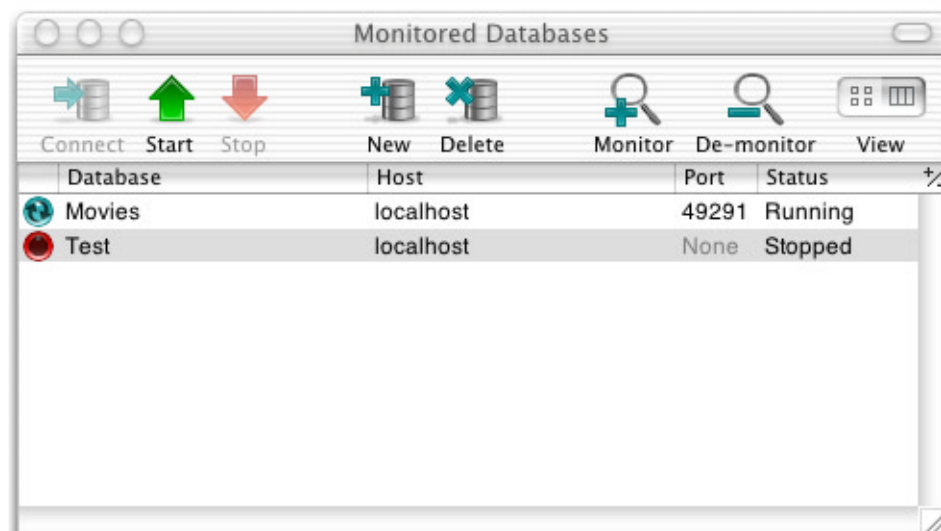 Monitored Databases
Connect Start Stop New Delete Monitor De-monitor View
Database Host Port Status
Movies localhost 49291 Running
Test localhost None Stopped